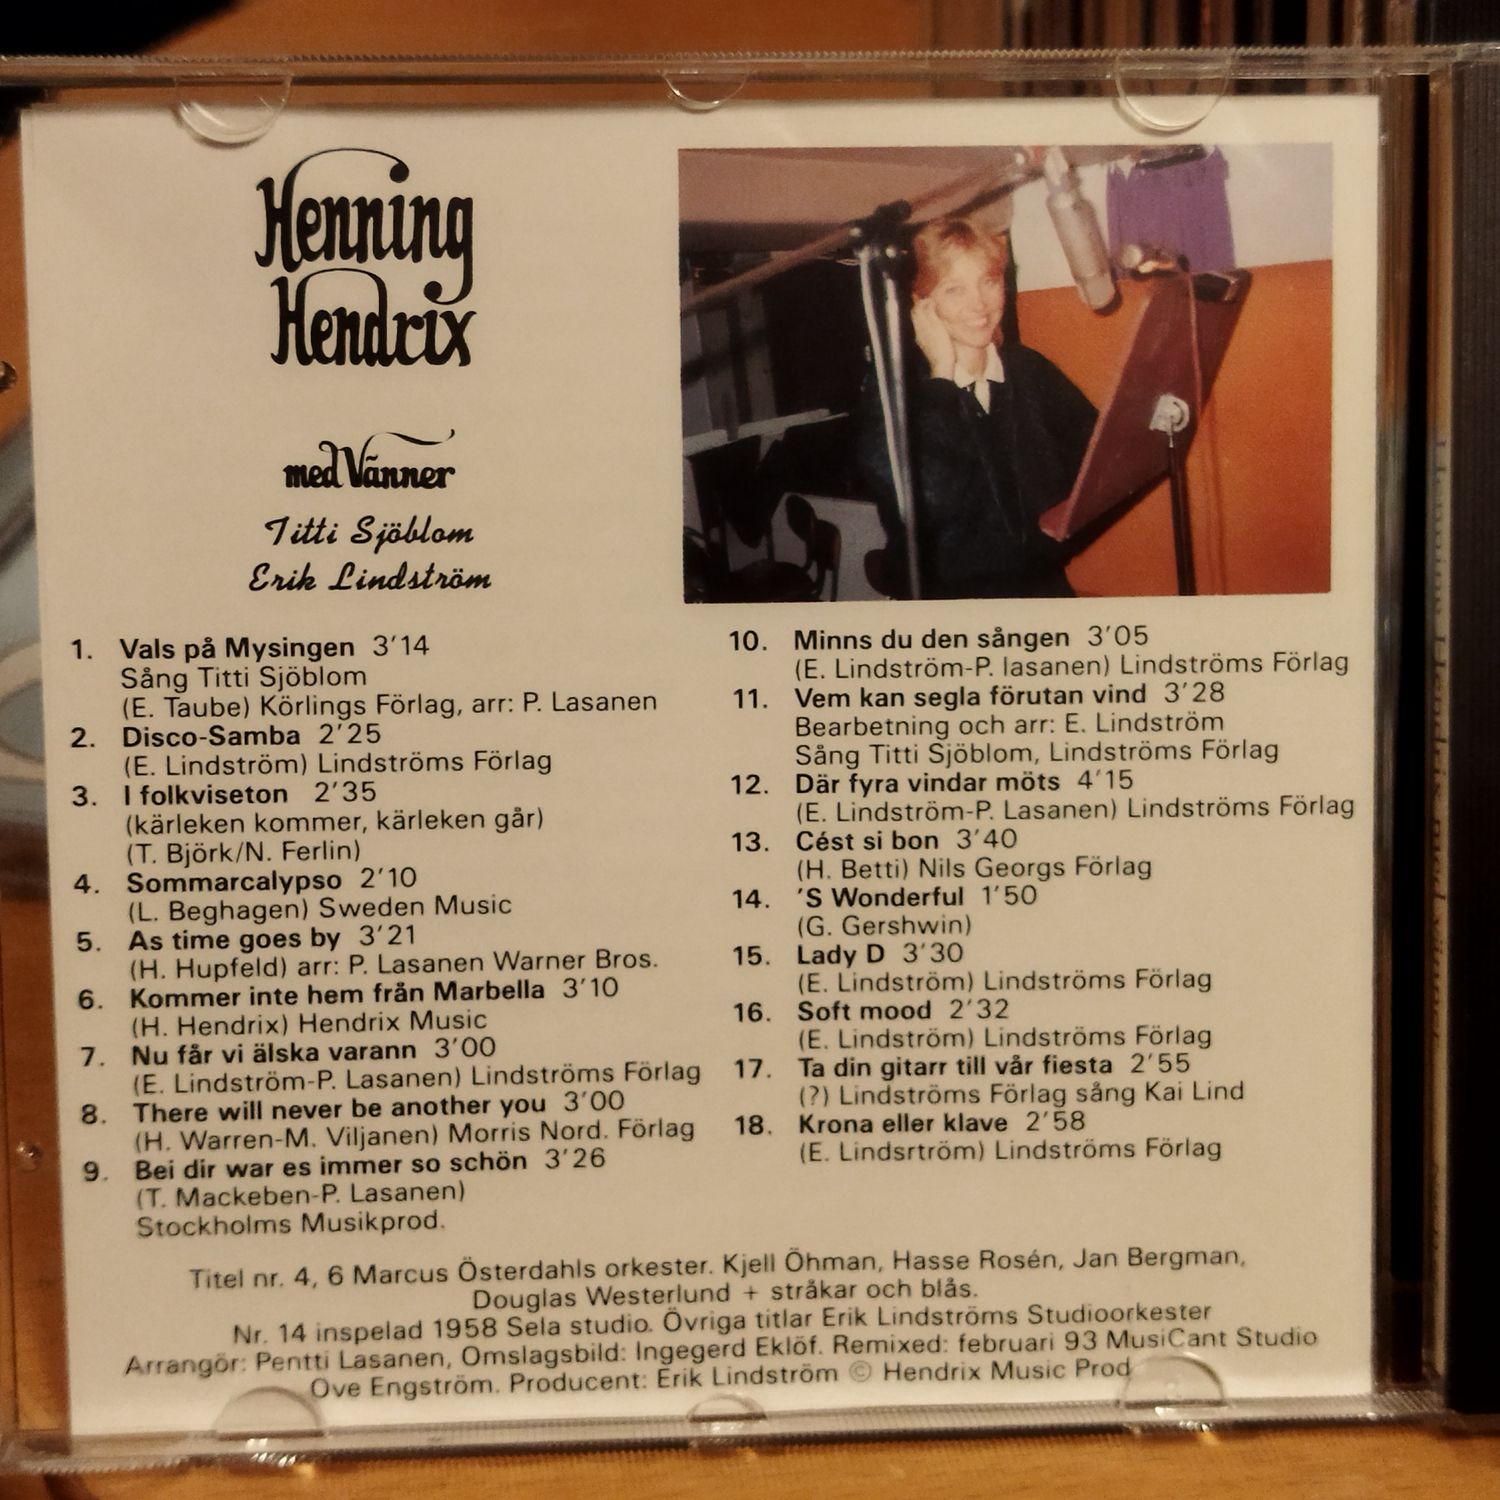 Henning
Hendrix
med Vänner
Titti Sjöblom
Erik Lindström
1. Vals på Mysingen 3'14
Sång Titti Sjöblom
(E. Taube) Körlings Förlag, arr: P. Lasanen
2. Disco-Samba 2'25
(E. Lindström) Lindströms Förlag
3. I folkviseton 2'35
(kärleken kommer, kärleken går)
(T. Björk/N. Ferlin)
4. Sommarcalypso 2'10
(L. Beghagen) Sweden Music
5. As time goes by 3'21
(H. Hupfeld) arr: P. Lasanen Warner Bros.
6. Kommer inte hem från Marbella 3'10
(H. Hendrix) Hendrix Music
7. Nu får vi älska varann 3'00
(E. Lindström-P. Lasanen) Lindströms Förlag
8. There will never be another you 3'00
(H. Warren-M. Viljanen) Morris Nord. Förlag
9. Bei dir war es immer so schön 3'26
(T. Mackeben-P. Lasanen)
Stockholms Musikprod.
10. Minns du den sången 3'05
(E. Lindström-P. lasanen) Lindströms Förlag
11. Vem kan segla förutan vind 3'28
Bearbetning och arr: E. Lindström
Sång Titti Sjöblom, Lindströms Förlag
12. Där fyra vindar möts 4'15
(E. Lindström-P. Lasanen) Lindströms Förlag
13. Cést si bon 3'40
(H. Betti) Nils Georgs Förlag
14. 'S Wonderful 1'50
(G. Gershwin)
15. Lady D 3'30
(E. Lindström) Lindströms Förlag
16. Soft mood 2'32
(E. Lindström) Lindströms Förlag
17. Ta din gitarr till vår fiesta 2'55
(?) Lindströms Förlag sång Kai Lind
18. Krona eller klave 2'58
(E. Lindsrtröm) Lindströms Förlag
Titel nr. 4, 6 Marcus Österdahls orkester. Kjell Öhman, Hasse Rosén, Jan Bergman,
Douglas Westerlund + stråkar och blås.
Nr. 14 inspelad 1958 Sela studio. Övriga titlar Erik Lindströms Studioorkester
Arrangör: Pentti Lasanen, Omslagsbild: Ingegerd Eklöf. Remixed: februari 93 MusiCant Studio
Ove Engström. Producent: Erik Lindström © Hendrix Music Prod